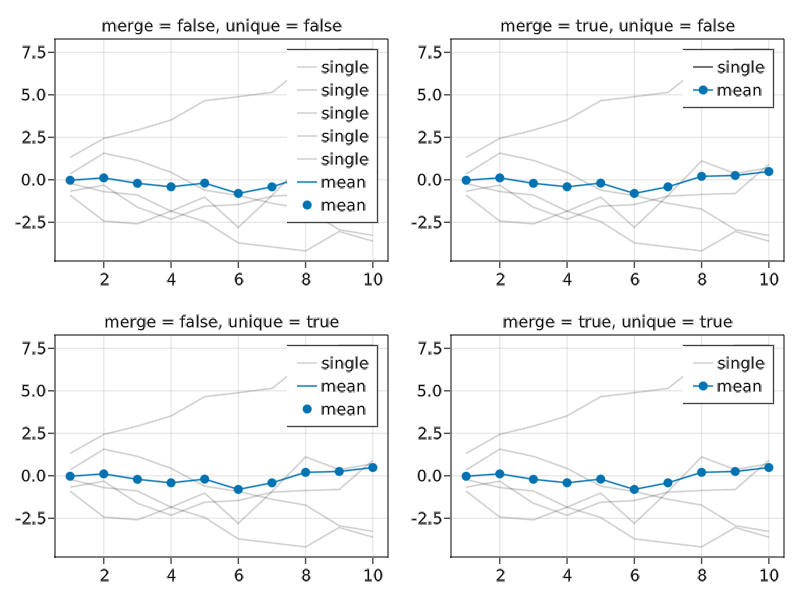 merge = false, unique = false
7.5
5.0
2.5
0.0
-2.5
single
single
single
single
single
mean
mean
2 4 6 8 10
merge = true, unique = false
7.5
5.0
2.5
0.0
-2.5
single
mean
2 4 6 8 10
merge = false, unique = true
7.5
5.0
2.5
0.0
-2.5
single
mean
mean
2 4 6 8 10
merge = true, unique = true
7.5
5.0
2.5
0.0
-2.5
single
mean
2 4 6 8 10